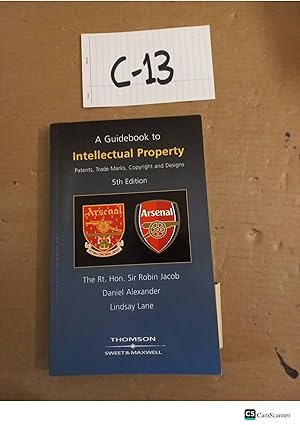 C-13
A Guidebook to
Intellectual Property
Patents, Trade Marks, Copyright and Designs
5th Edition
Arsenal
Arsenal
The Rt. Hon. Sir Robin Jacob
Daniel Alexander
Lindsay Lane
THOMSON
SWEET & MAXWELL
CS CamScanner